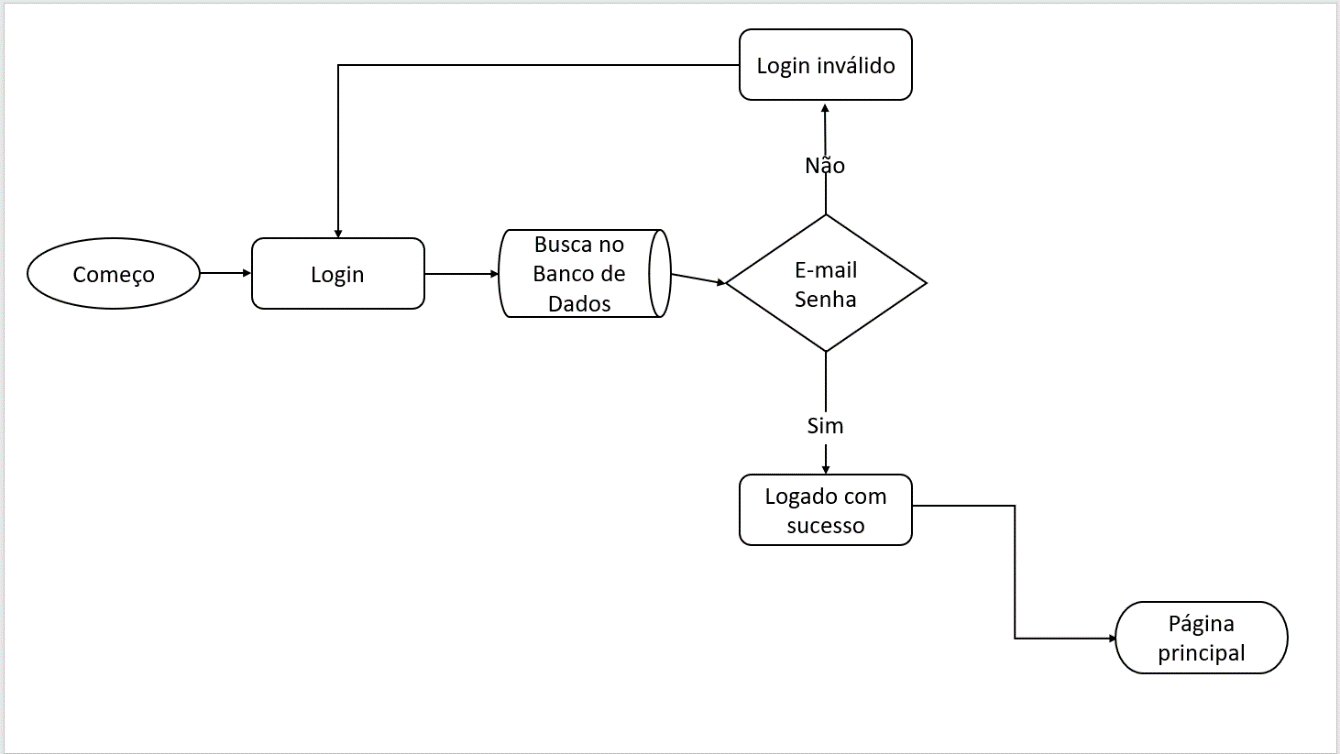 Login inválido
Não
Começo
Login
Busca no
Banco de
Dados
E-mail
Senha
Sim
Logado com
sucesso
Página
principal